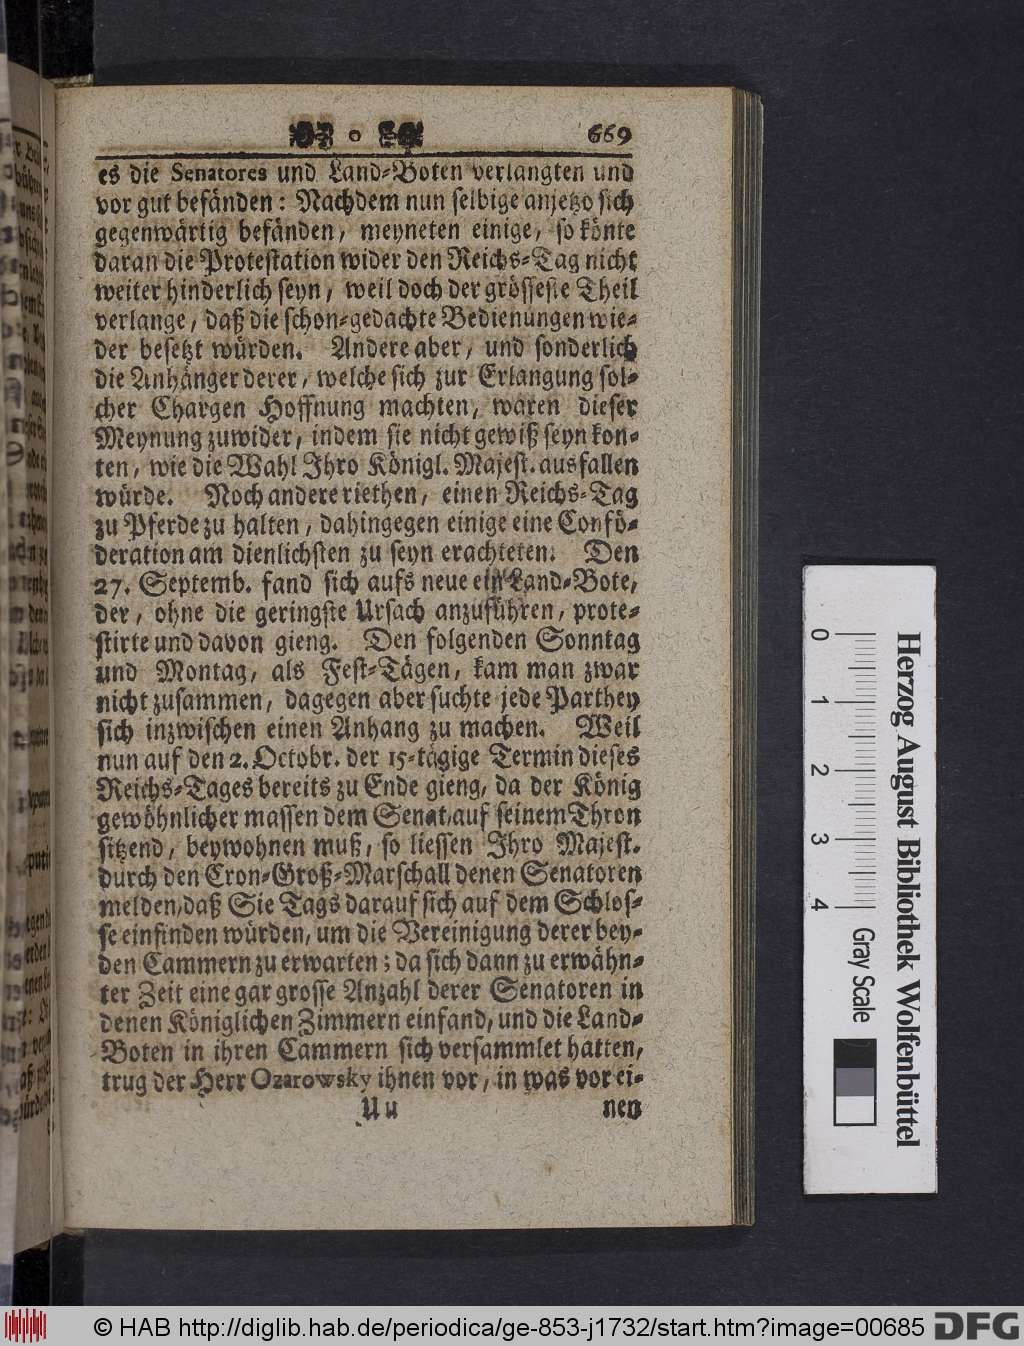 669
es die Senatores und Land-Boten verlangten und
vor gut befänden: Nachdem nun selbige anjetzo sich
gegenwärtig befänden, meyneten einige, so könte
daran die Protestation wider den Reichs-Tag nicht
weiter hinderlich seyn, weil doch der grösseste Theil
verlange, daß die schon-gedachte Bedienungen wie-
der besetzt würden. Andere aber, und sonderlich
die Anhänger derer, welche sich zur Erlangung sol-
cher Chargen Hoffnung machten, waren dieser
Meynung zuwider, indem sie nicht gewiß seyn kon-
ten, wie die Wahl Ihro Königl. Majest. ausfallen
würde. Noch andere riethen, einen Reichs-Tag
zu Pferde zu halten, dahingegen einige eine Confö-
deration am dienlichsten zu seyn erachteten. Den
27. Septemb. fand sich aufs neue ein Land-Bote,
der, ohne die geringste Ursach anzuführen, prote-
stirte und davon gieng. Den folgenden Sonntag
und Montag, als Fest-Tägen, kam man zwar
nicht zusammen, dagegen aber suchte jede Parthey
sich inzwischen einen Anhang zu machen. Weil
nun auf den 2. Octobr. der 15-tägige Termin dieses
Reichs-Tages bereits zu Ende gieng, da der König
gewöhnlicher massen dem Senat, auf seinem Thron
sitzend, beywohnen muß, so liessen Ihro Majest.
durch den Cron-Groß-Marschall denen Senatoren
melden, daß Sie Tags darauf sich auf dem Schlos-
se einfinden würden, um die Vereinigung derer bey-
den Cammern zu erwarten; da sich dann zu erwähn-
ter Zeit eine gar grosse Anzahl derer Senatoren in
denen Königlichen Zimmern einfand, und die Land-
Boten in ihren Cammern sich versammlet hatten,
trug der Herr Ozarowsky ihnen vor, in was vor ei-
Uu nen
Herzog August Bibliothek Wolfenbüttel
0 1 2 3 4
Gray Scale
© HAB http://diglib.hab.de/periodica/ge-853-j1732/start.htm?image=00685
DFG